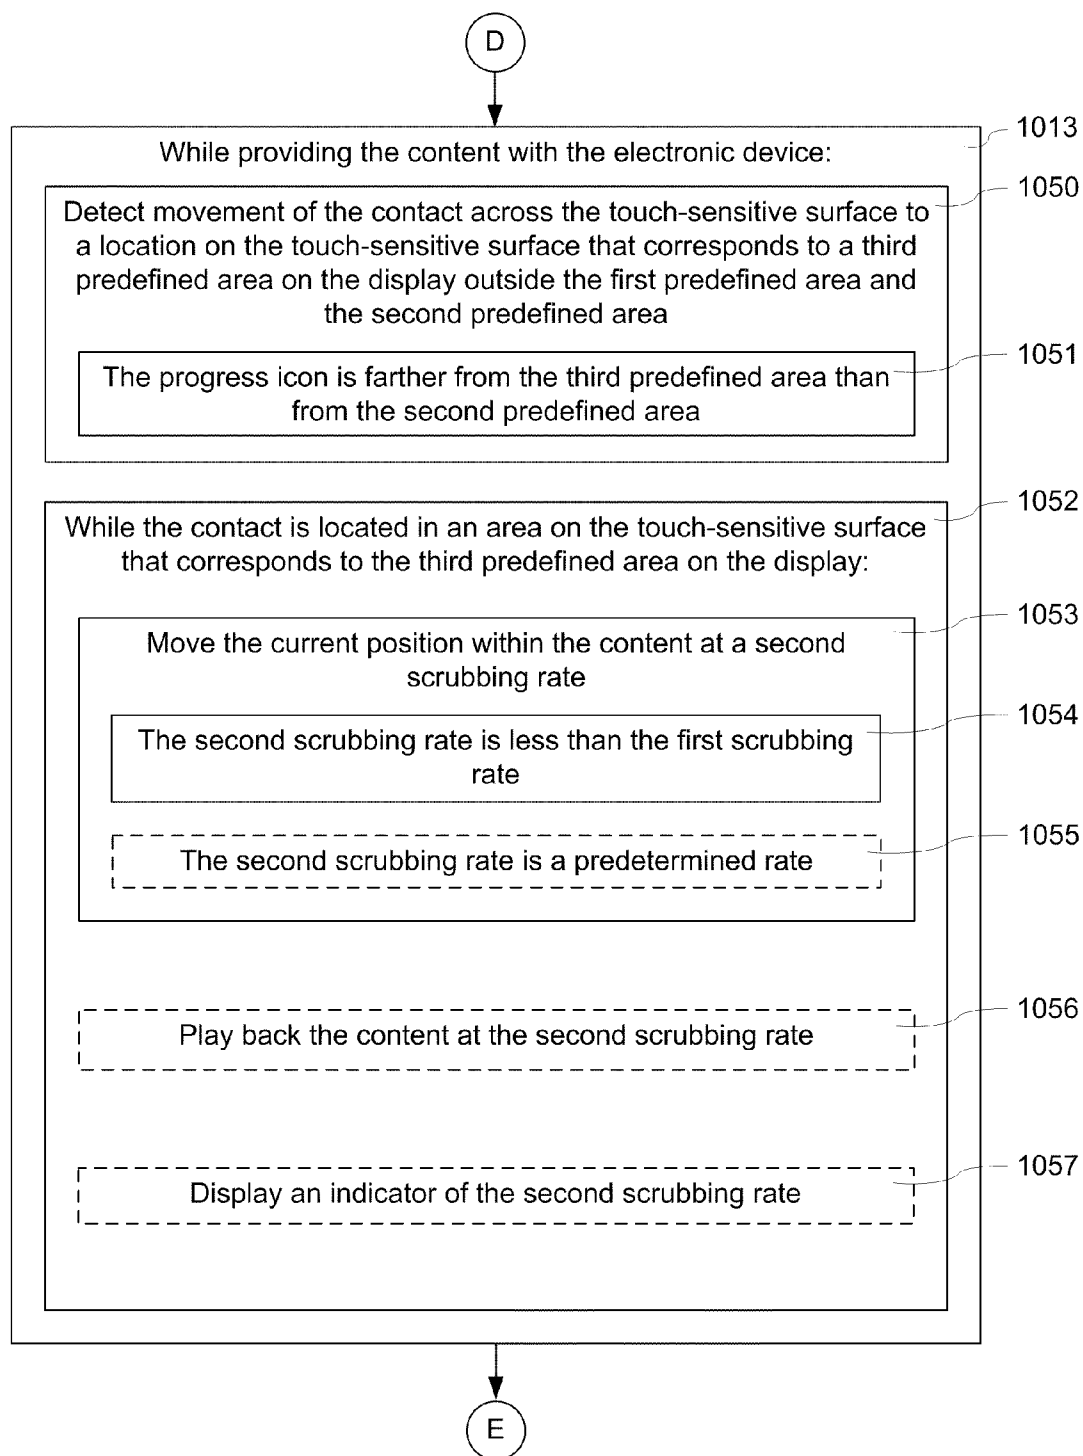 D
1013
While providing the content with the electronic device:
1050
Detect movement of the contact across the touch-sensitive surface to
a location on the touch-sensitive surface that corresponds to a third
predefined area on the display outside the first predefined area and
the second predefined area
1051
The progress icon is farther from the third predefined area than
from the second predefined area
1052
While the contact is located in an area on the touch-sensitive surface
that corresponds to the third predefined area on the display:
1053
Move the current position within the content at a second
scrubbing rate
1054
The second scrubbing rate is less than the first scrubbing
rate
1055
The second scrubbing rate is a predetermined rate
1056
Play back the content at the second scrubbing rate
1057
Display an indicator of the second scrubbing rate
E